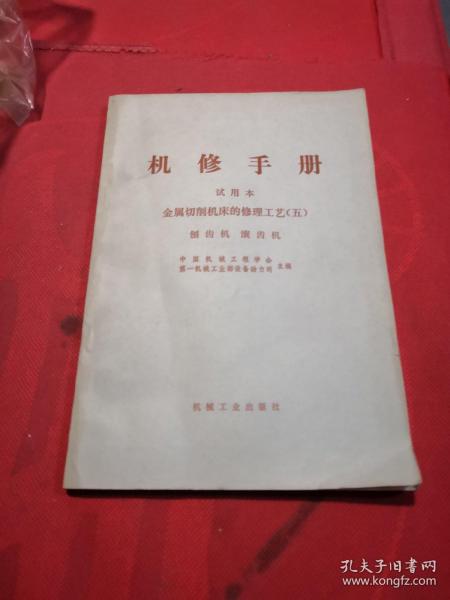 机修手册
试用本
金属切削机床的修理工艺(五)
刨齿机 滚齿机
中国机械工程学会
第一机械工业部设备动力司 主编
机械工业出版社
孔夫子旧书网
www.kongfz.com